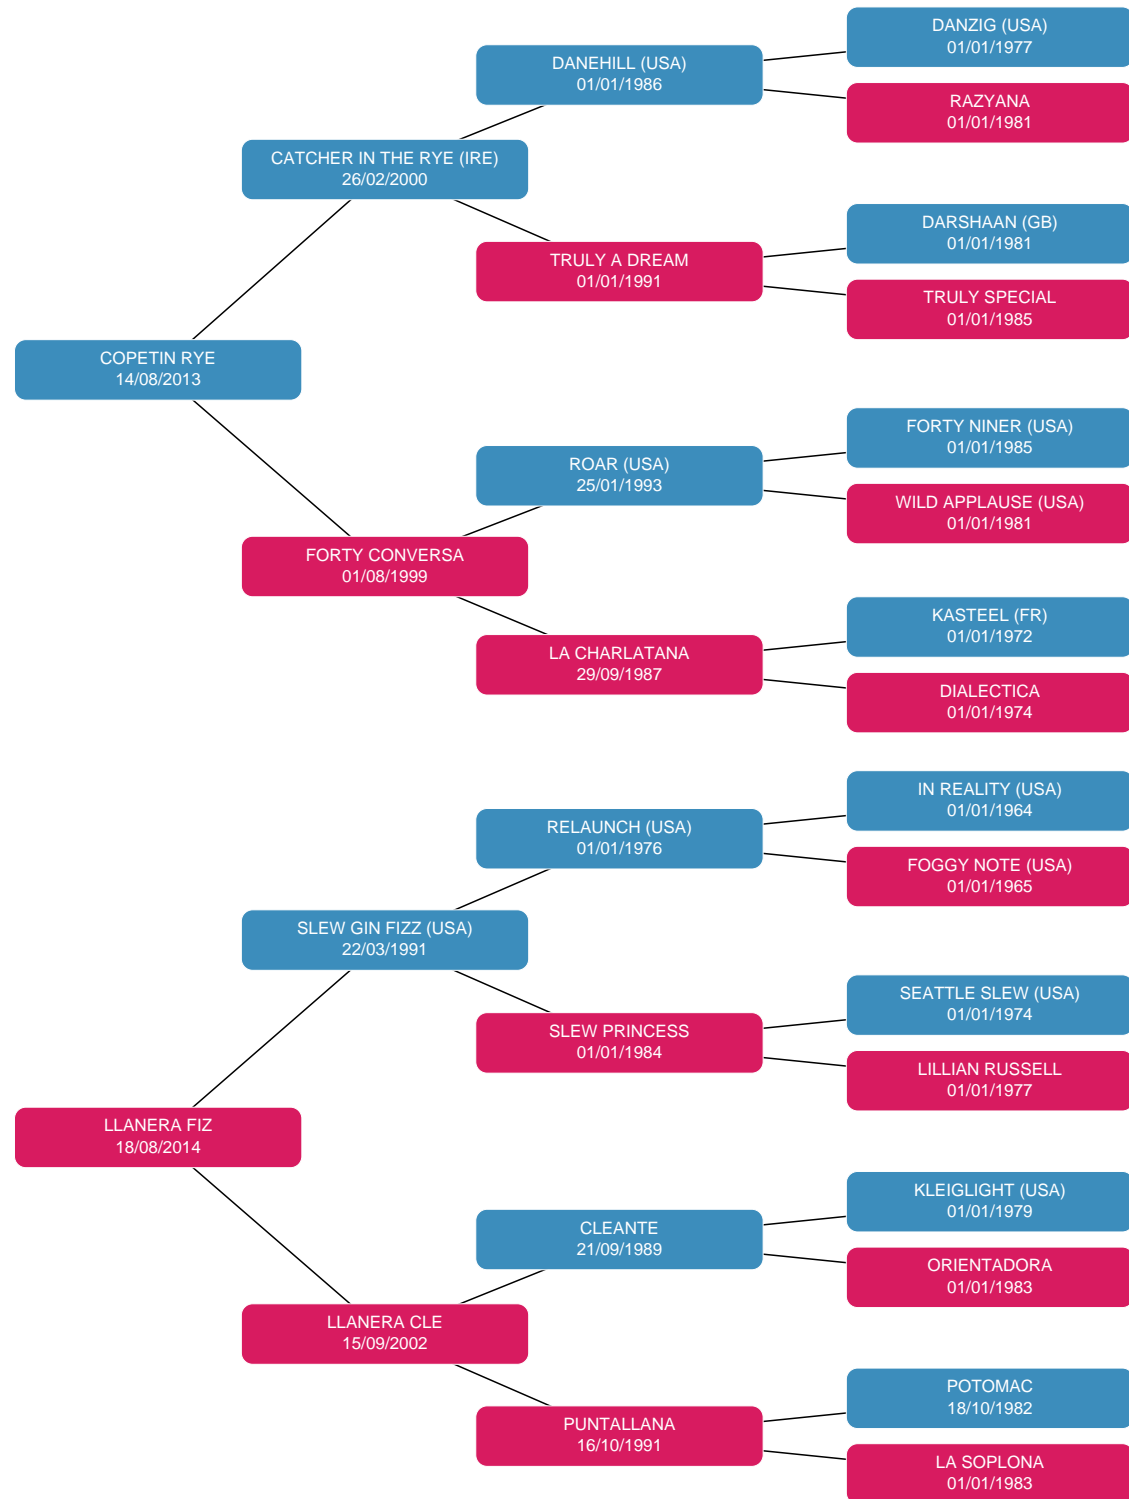 DANZIG (USA)
01/01/1977
DANEHILL (USA)
01/01/1986
RAZYANA
01/01/1981
CATCHER IN THE RYE (IRE)
26/02/2000
DARSHAAN (GB)
01/01/1981
TRULY A DREAM
01/01/1991
TRULY SPECIAL
01/01/1985
COPETIN RYE
14/08/2013
FORTY NINER (USA)
01/01/1985
ROAR (USA)
25/01/1993
WILD APPLAUSE (USA)
01/01/1981
FORTY CONVERSA
01/08/1999
KASTEEL (FR)
01/01/1972
LA CHARLATANA
29/09/1987
DIALECTICA
01/01/1974
IN REALITY (USA)
01/01/1964
RELAUNCH (USA)
01/01/1976
FOGGY NOTE (USA)
01/01/1965
SLEW GIN FIZZ (USA)
22/03/1991
SEATTLE SLEW (USA)
01/01/1974
SLEW PRINCESS
01/01/1984
LILLIAN RUSSELL
01/01/1977
LLANERA FIZ
18/08/2014
KLEIGLIGHT (USA)
01/01/1979
CLEANTE
21/09/1989
ORIENTADORA
01/01/1983
LLANERA CLE
15/09/2002
POTOMAC
18/10/1982
PUNTALLANA
16/10/1991
LA SOPLONA
01/01/1983